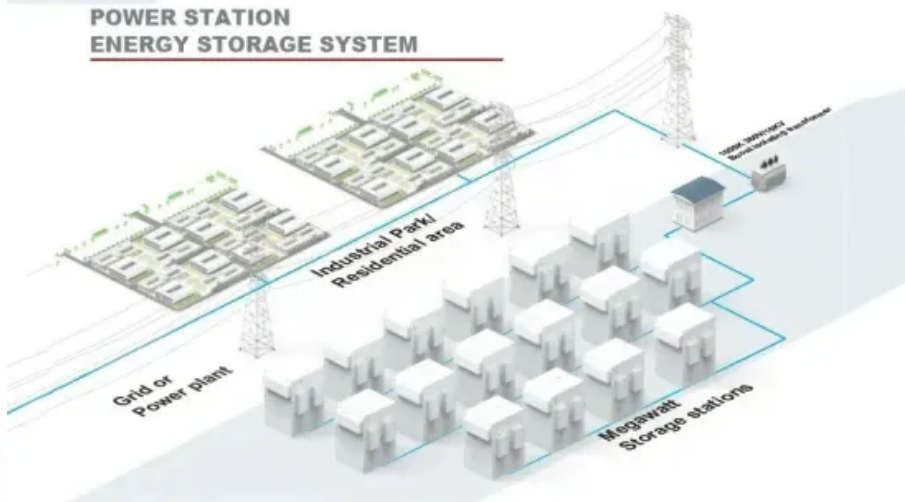 POWER STATION
ENERGY STORAGE SYSTEM
Industrial Park/
Residential area
Grid or
Power plant
Megawatt
Storage stations